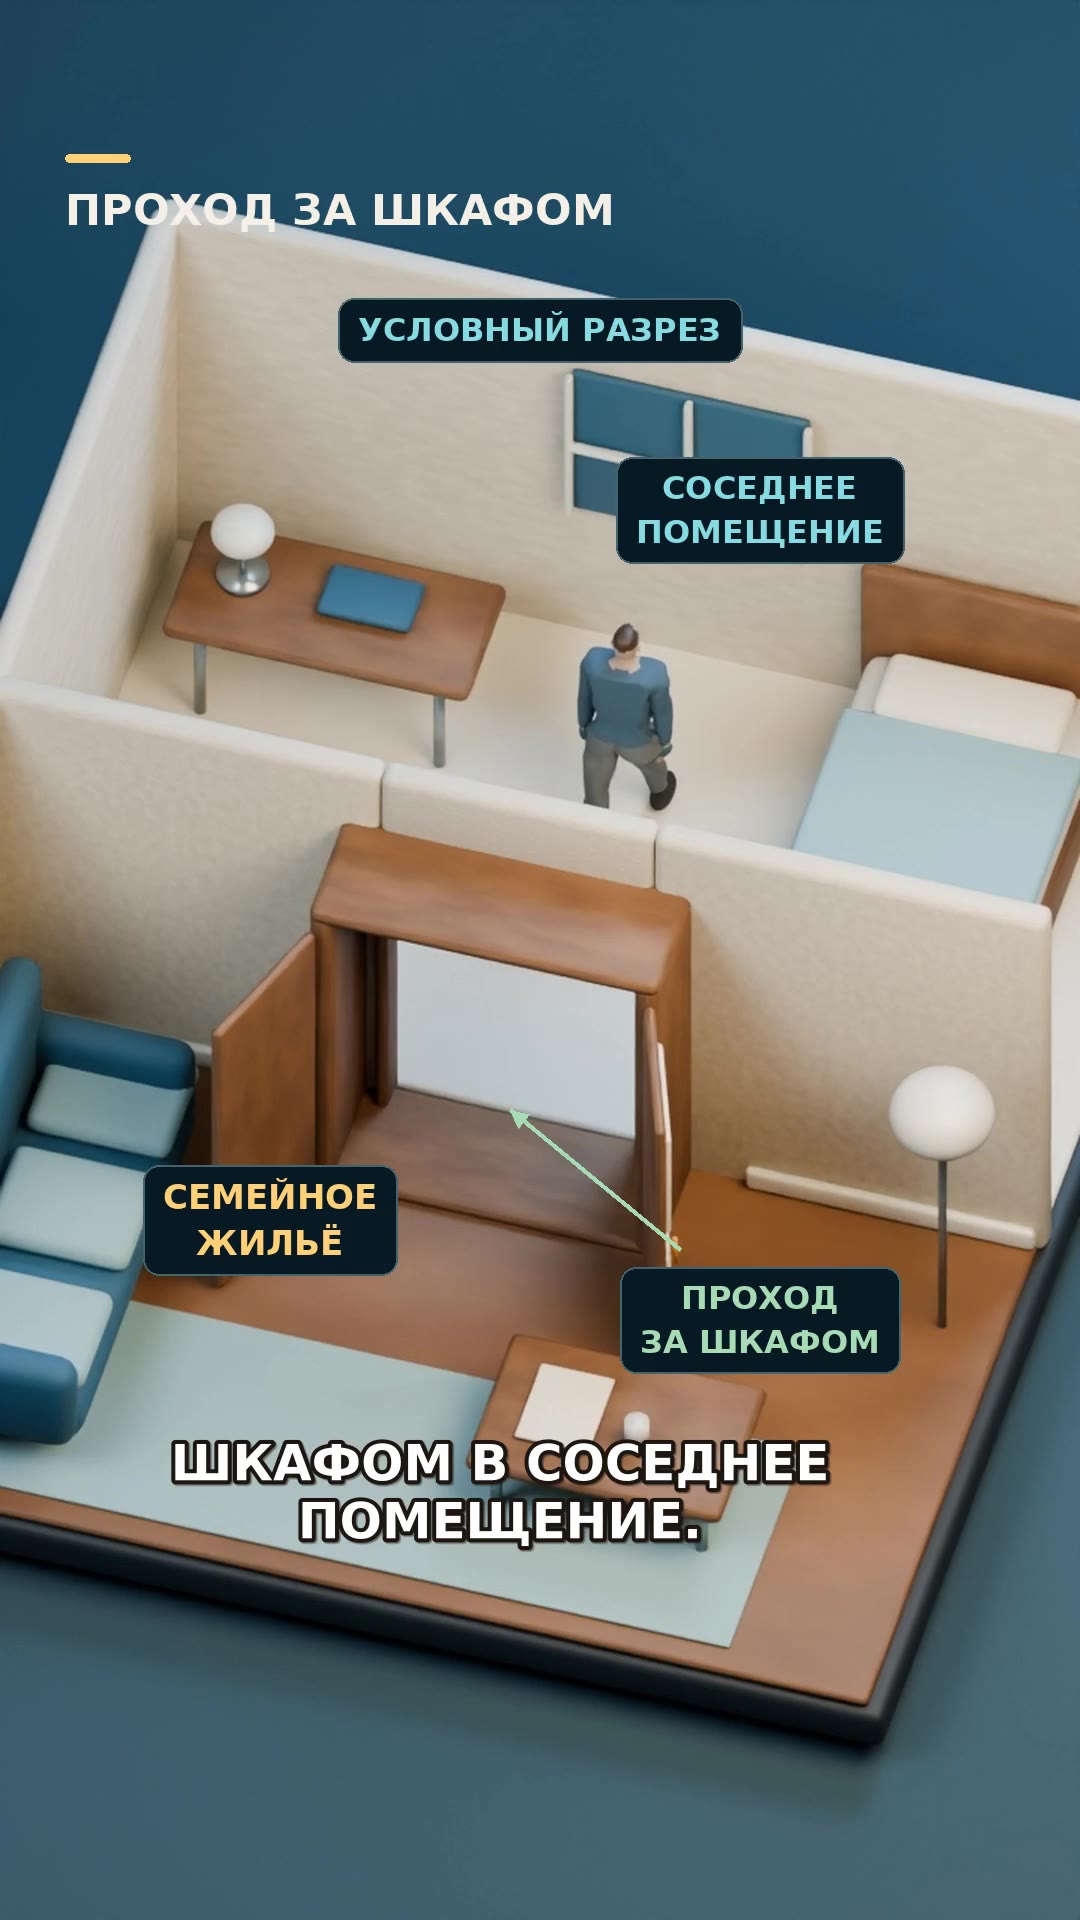 ПРОХОД ЗА ШКАФОМ
УСЛОВНЫЙ РАЗРЕЗ
СОСЕДНЕЕ
ПОМЕЩЕНИЕ
СЕМЕЙНОЕ
ЖИЛЬЁ
ПРОХОД
ЗА ШКАФОМ
ШКАФОМ В СОСЕДНЕЕ
ПОМЕЩЕНИЕ.